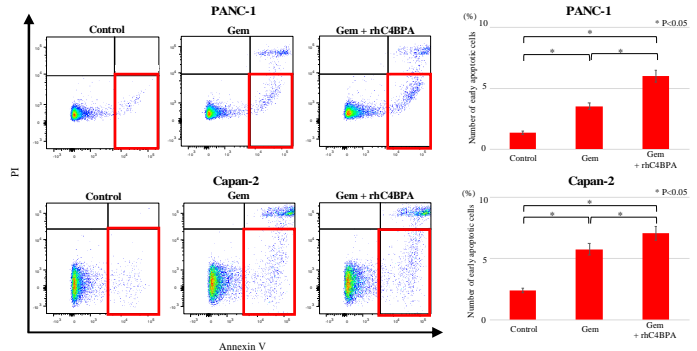 PANC-1
Control
Gem
Gem + rhC4BPA
PI
Capan-2
Control
Gem
Gem + rhC4BPA
Annexin V
(%)
PANC-1
* P<0.05
10
5
0
Number of early apoptotic cells
*
*
*
Control
Gem
Gem
+ rhC4BPA
(%)
Capan-2
* P<0.05
10
5
0
Number of early apoptotic cells
*
*
*
Control
Gem
Gem
+ rhC4BPA